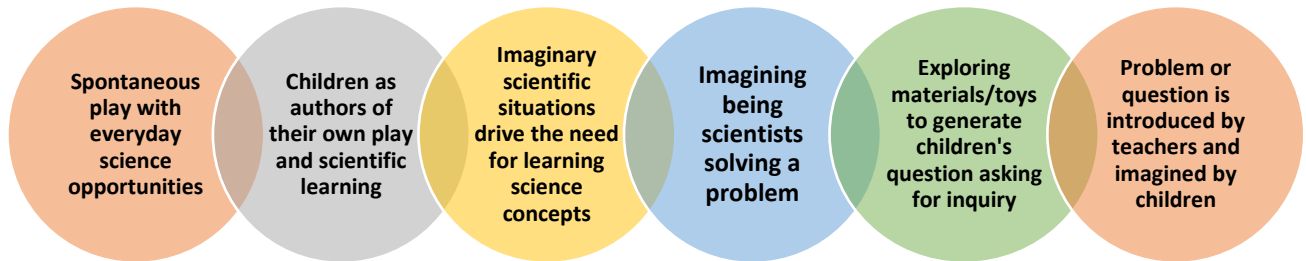 Spontaneous
play with
everyday
science
opportunities
Children as
authors of
their own play
and scientific
learning
Imaginary
scientific
situations
drive the need
for learning
science
concepts
Imagining
being
scientists
solving a
problem
Exploring
materials/toys
to generate
children's
question asking
for inquiry
Problem or
question is
introduced by
teachers and
imagined by
children